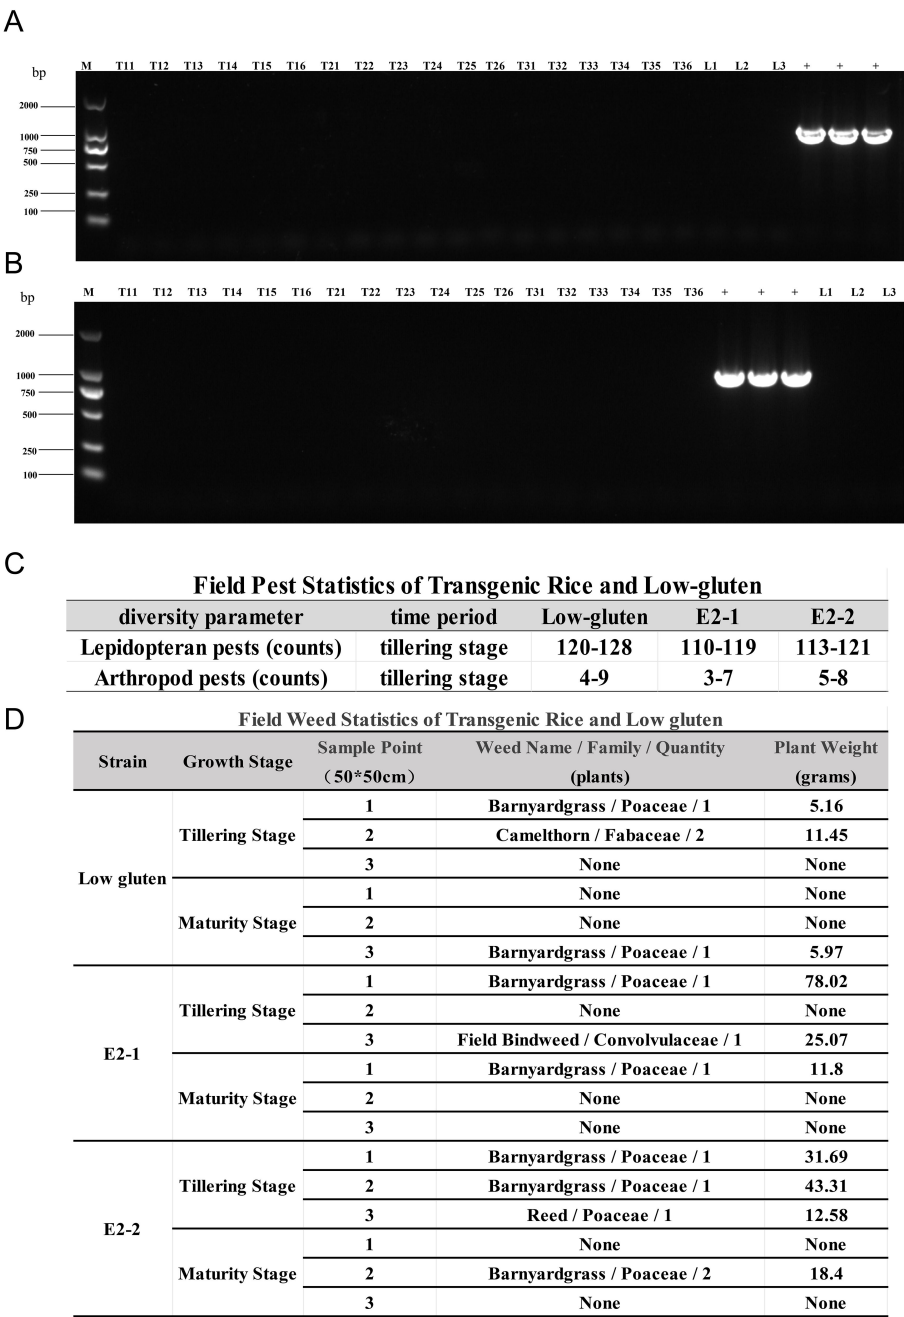 A
bp M T11 T12 T13 T14 T15 T16 T21 T22 T23 T24 T25 T26 T31 T32 T33 T34 T35 T36 L1 L2 L3 + + +
2000
1000
750
500
250
100
B
bp M T11 T12 T13 T14 T15 T16 T21 T22 T23 T24 T25 T26 T31 T32 T33 T34 T35 T36 + + + L1 L2 L3
2000
1000
750
500
250
100
C
Field Pest Statistics of Transgenic Rice and Low-gluten
diversity parameter time period Low-gluten E2-1 E2-2
Lepidopteran pests (counts) tillering stage 120-128 110-119 113-121
Arthropod pests (counts) tillering stage 4-9 3-7 5-8
D
Field Weed Statistics of Transgenic Rice and Low gluten
Strain Growth Stage Sample Point (50*50cm) Weed Name / Family / Quantity (plants) Plant Weight (grams)
Low gluten Tillering Stage 1 Barnyardgrass / Poaceae / 1 5.16
2 Camelthorn / Fabaceae / 2 11.45
3 None None
Maturity Stage 1 None None
2 None None
3 Barnyardgrass / Poaceae / 1 5.97
E2-1 Tillering Stage 1 Barnyardgrass / Poaceae / 1 78.02
2 None None
3 Field Bindweed / Convolvulaceae / 1 25.07
Maturity Stage 1 Barnyardgrass / Poaceae / 1 11.8
2 None None
3 None None
E2-2 Tillering Stage 1 Barnyardgrass / Poaceae / 1 31.69
2 Barnyardgrass / Poaceae / 1 43.31
3 Reed / Poaceae / 1 12.58
Maturity Stage 1 None None
2 Barnyardgrass / Poaceae / 2 18.4
3 None None